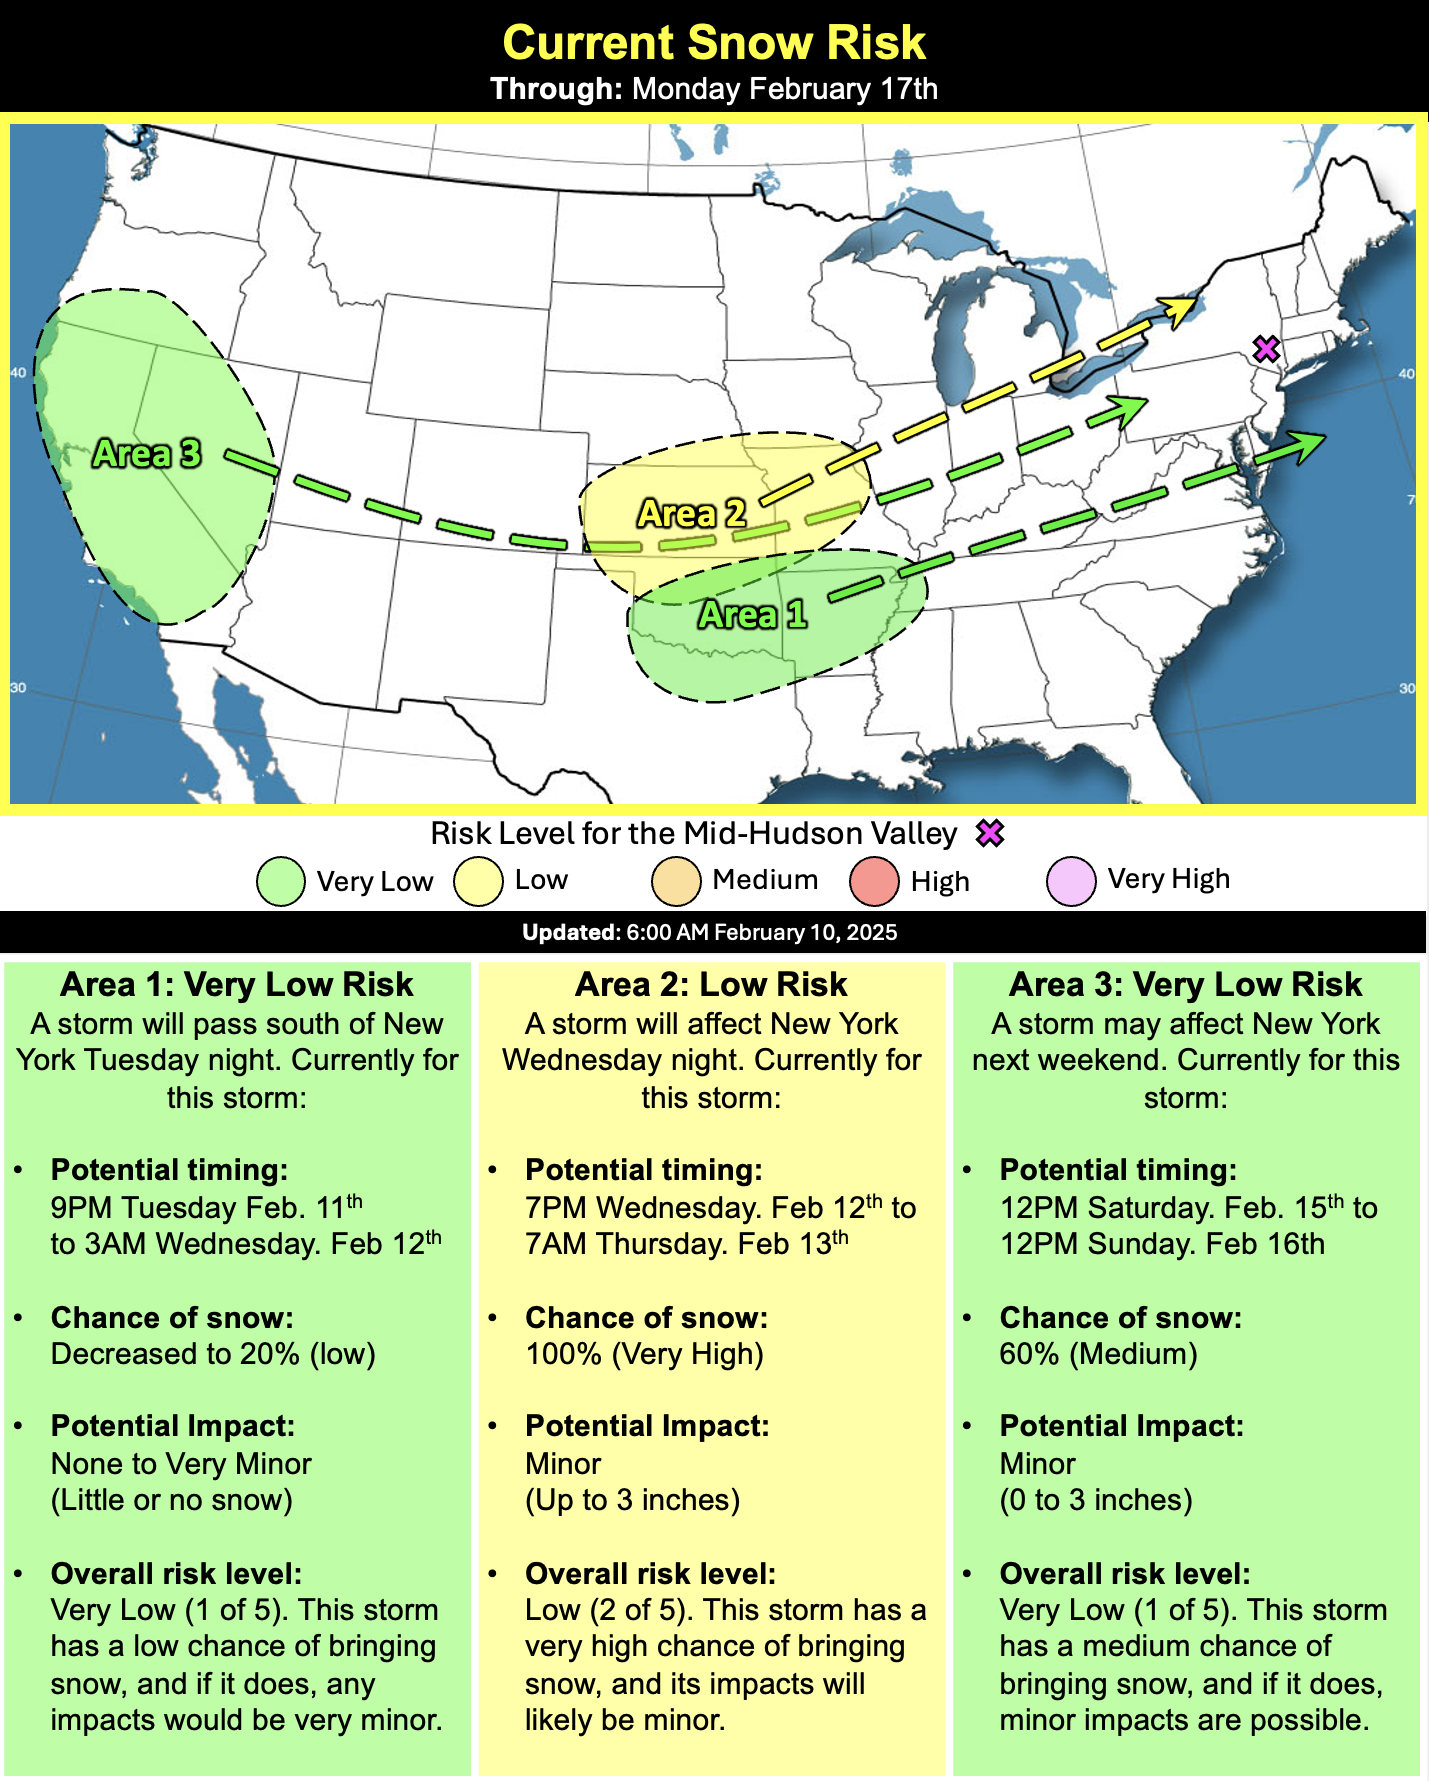 Current Snow Risk
Through: Monday February 17th
40
40
Area 3
Area 2
7
Area 1
30
30
Risk Level for the Mid-Hudson Valley
Very Low
Low
Medium
High
Very High
Updated: 6:00 AM February 10, 2025
Area 1: Very Low Risk
A storm will pass south of New
York Tuesday night. Currently for
this storm:
• Potential timing:
9PM Tuesday Feb. 11th
to 3AM Wednesday. Feb 12th
• Chance of snow:
Decreased to 20% (low)
• Potential Impact:
None to Very Minor
(Little or no snow)
• Overall risk level:
Very Low (1 of 5). This storm
has a low chance of bringing
snow, and if it does, any
impacts would be very minor.
Area 2: Low Risk
A storm will affect New York
Wednesday night. Currently for
this storm:
• Potential timing:
7PM Wednesday. Feb 12th to
7AM Thursday. Feb 13th
• Chance of snow:
100% (Very High)
• Potential Impact:
Minor
(Up to 3 inches)
• Overall risk level:
Low (2 of 5). This storm has a
very high chance of bringing
snow, and its impacts will
likely be minor.
Area 3: Very Low Risk
A storm may affect New York
next weekend. Currently for this
storm:
• Potential timing:
12PM Saturday. Feb. 15th to
12PM Sunday. Feb 16th
• Chance of snow:
60% (Medium)
• Potential Impact:
Minor
(0 to 3 inches)
• Overall risk level:
Very Low (1 of 5). This storm
has a medium chance of
bringing snow, and if it does,
minor impacts are possible.